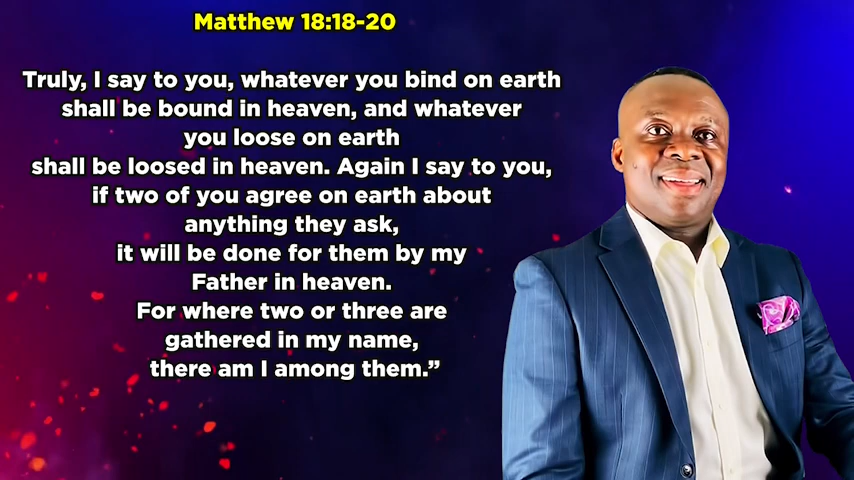 Matthew 18:18-20
Truly, I say to you, whatever you bind on earth
shall be bound in heaven, and whatever
you loose on earth
shall be loosed in heaven. Again I say to you,
if two of you agree on earth about
anything they ask,
it will be done for them by my
Father in heaven.
For where two or three are
gathered in my name,
there am I among them.”